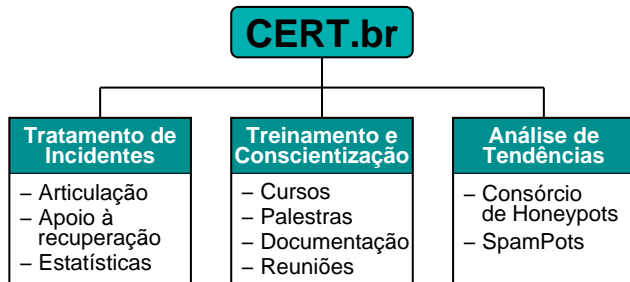 CERT.br
Tratamento de
Incidentes
– Articulação
– Apoio à
recuperação
– Estatísticas
Treinamento e
Conscientização
– Cursos
– Palestras
– Documentação
– Reuniões
Análise de
Tendências
– Consórcio
de Honeypots
– SpamPots